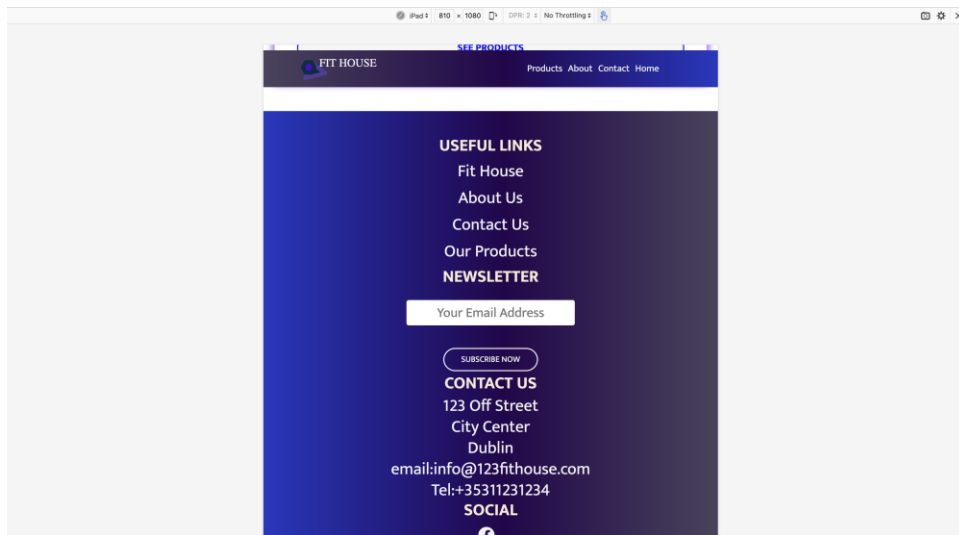 iPad 810 × 1080 DPR: 2 No Throttling
SEE PRODUCTS
FIT HOUSE
Products About Contact Home
USEFUL LINKS
Fit House
About Us
Contact Us
Our Products
NEWSLETTER
Your Email Address
SUBSCRIBE NOW
CONTACT US
123 Off Street
City Center
Dublin
email:info@123fithouse.com
Tel:+35311231234
SOCIAL